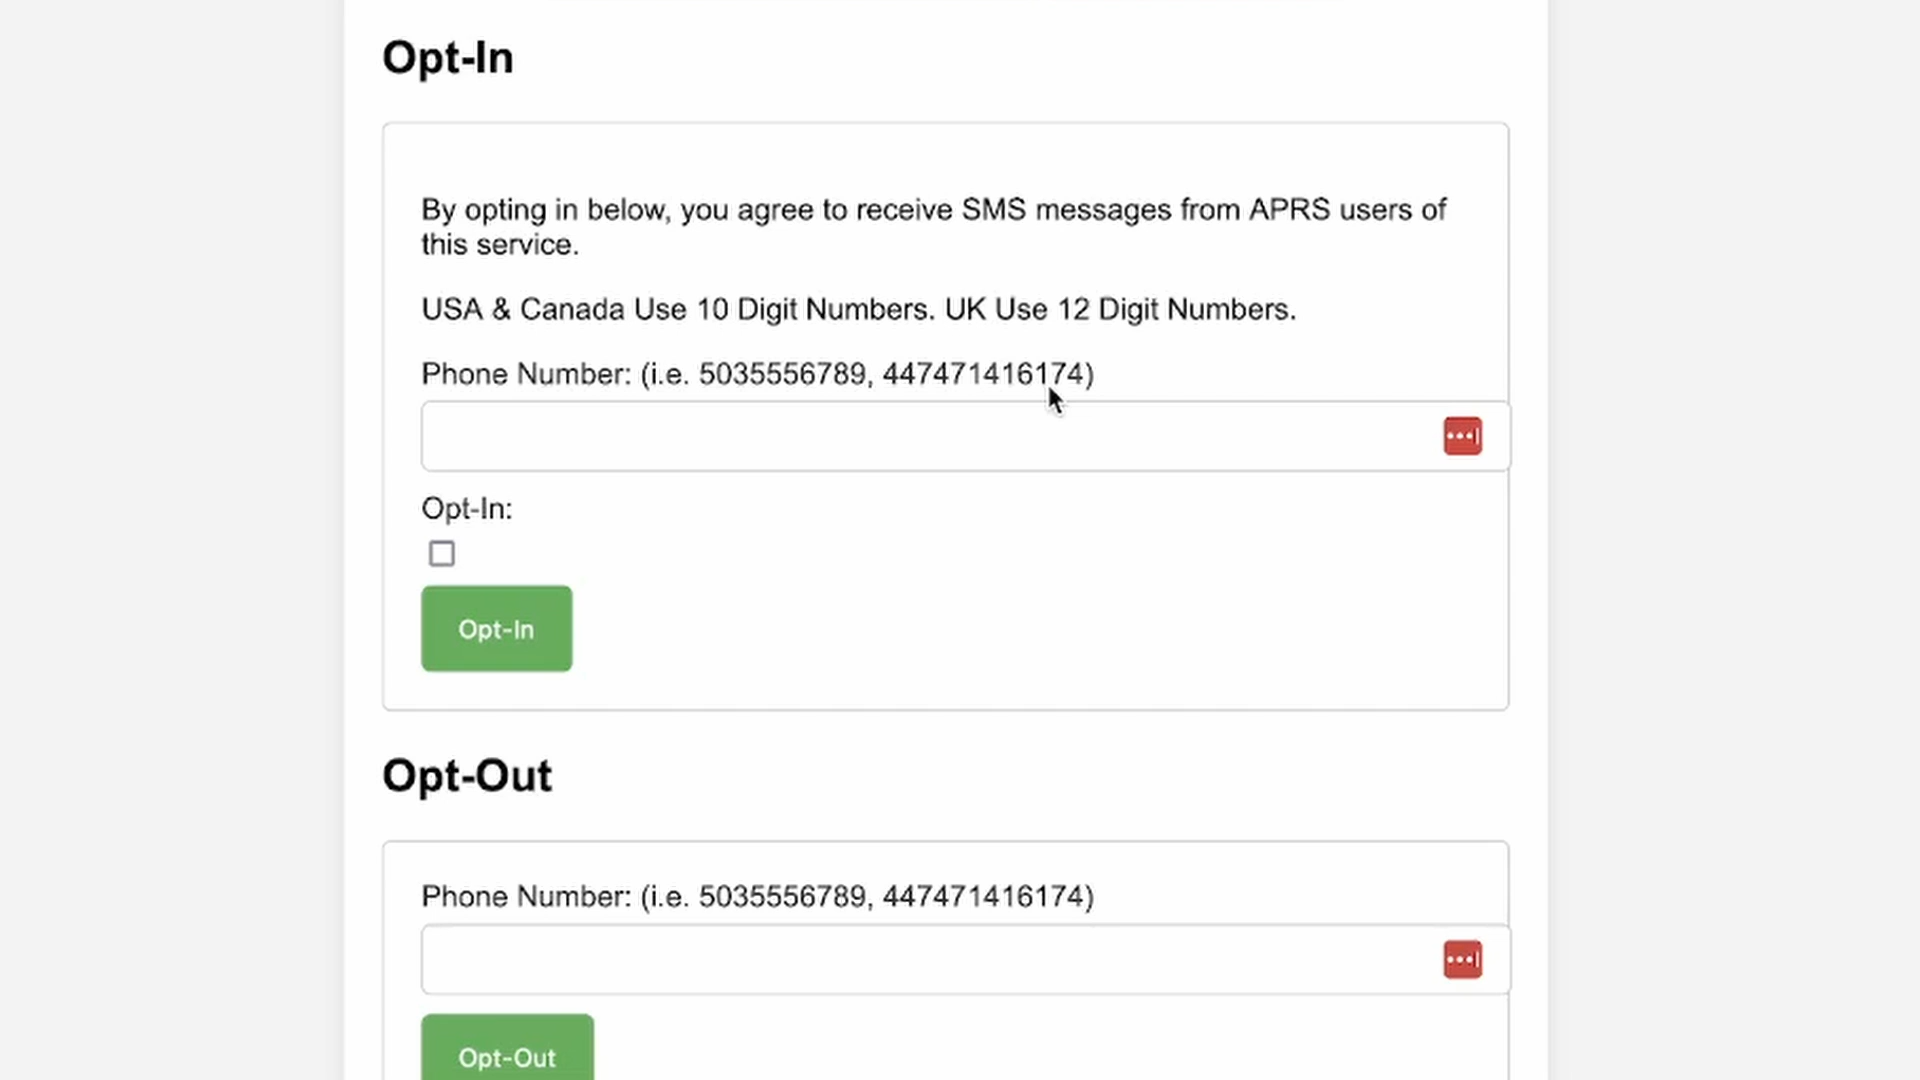 Opt-In
By opting in below, you agree to receive SMS messages from APRS users of
this service.
USA & Canada Use 10 Digit Numbers. UK Use 12 Digit Numbers.
Phone Number: (i.e. 5035556789, 447471416174)
Opt-In:
Opt-In
Opt-Out
Phone Number: (i.e. 5035556789, 447471416174)
Opt-Out